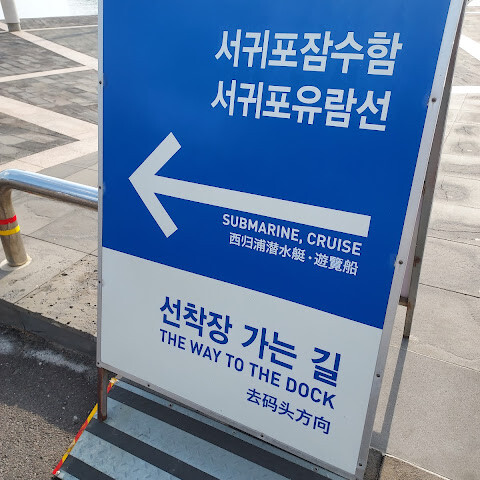 서귀포잠수함
서귀포유람선
SUBMARINE, CRUISE
西归浦潜水艇·遊覽船
선착장 가는 길
THE WAY TO THE DOCK
去码头方向